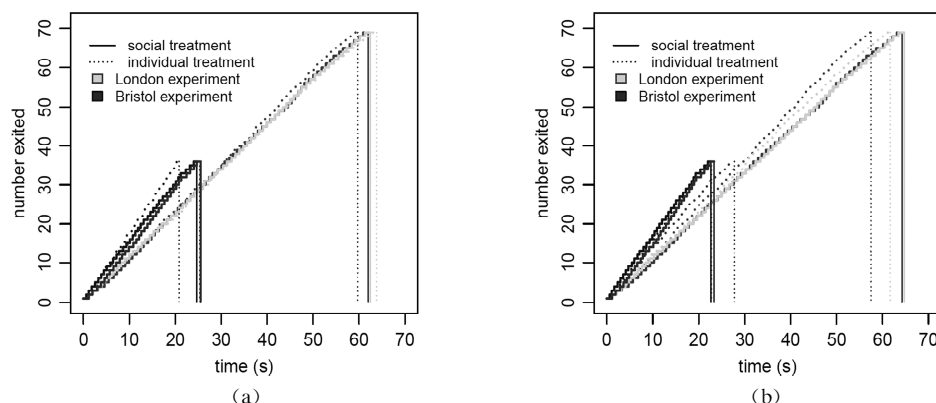 70
60
50
40
30
20
10
0
number exited
social treatment
individual treatment
London experiment
Bristol experiment
0 10 20 30 40 50 60 70
time (s)
(a)
70
60
50
40
30
20
10
0
number exited
social treatment
individual treatment
London experiment
Bristol experiment
0 10 20 30 40 50 60 70
time (s)
(b)